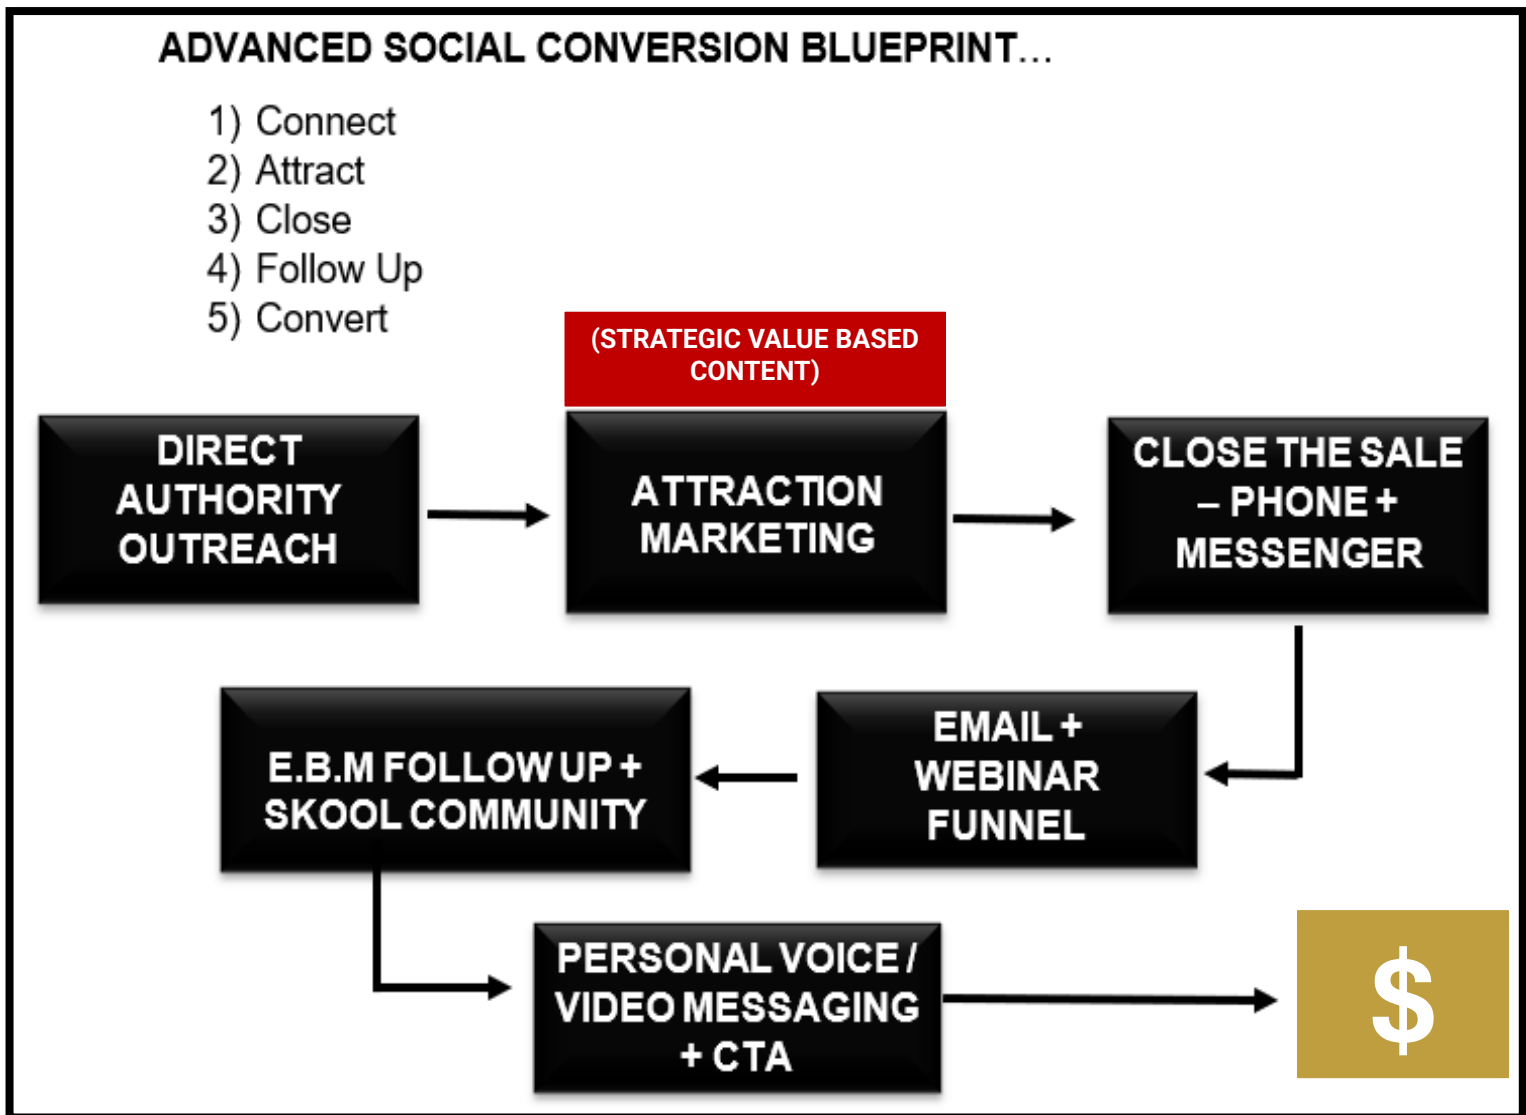 ADVANCED SOCIAL CONVERSION BLUEPRINT...
1) Connect
2) Attract
3) Close
4) Follow Up
5) Convert
(STRATEGIC VALUE BASED
CONTENT)
DIRECT
AUTHORITY
OUTREACH
ATTRACTION
MARKETING
CLOSE THE SALE
– PHONE +
MESSENGER
EMAIL +
WEBINAR
FUNNEL
E.B.M FOLLOW UP +
SKOOL COMMUNITY
PERSONAL VOICE /
VIDEO MESSAGING
+ CTA
$